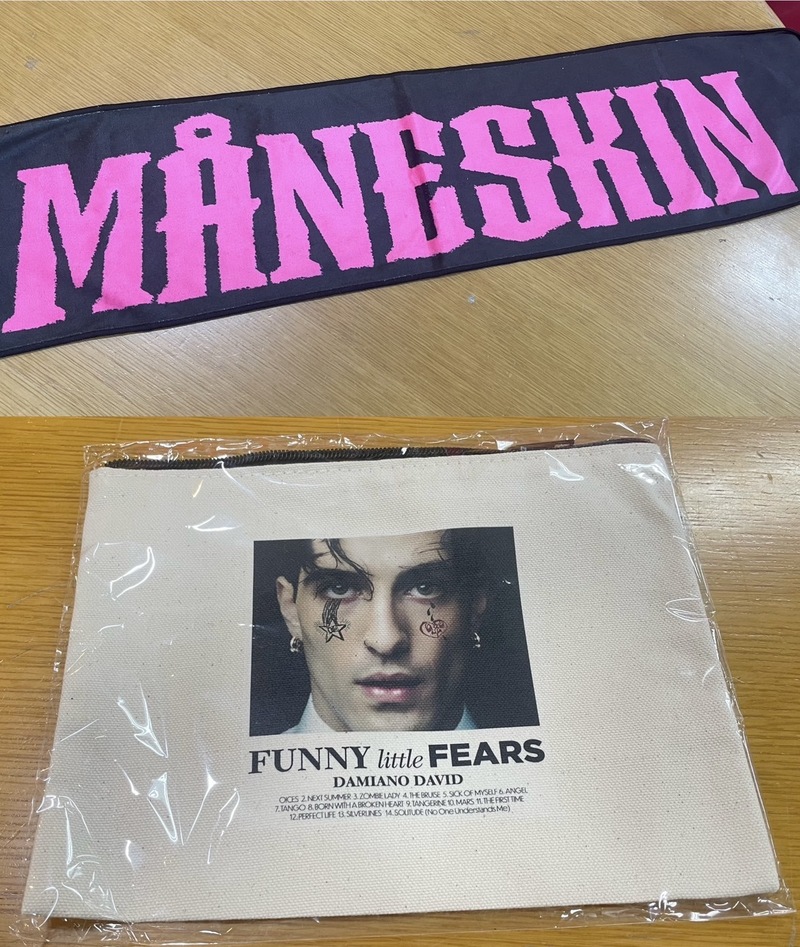 MÅNESKIN
FUNNY little FEARS
DAMIANO DAVID
OICES 2. NEXT SUMMER 3. ZOMBIE LADY 4. THE BRUISE 5. SICK OF MYSELF 6. ANGEL
7. TANGO 8. BORN WITH A BROKEN HEART 9. TANGERINE 10. MARS 11. THE FIRST TIME
12. PERFECT LIFE 13. SILVERLINES 14. SOLITUDE (No One Understands Me)